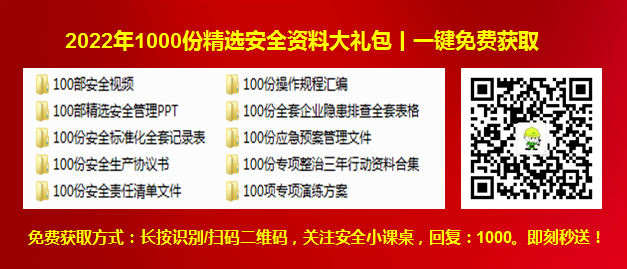 2022年1000份精选安全资料大礼包丨一键免费获取
100部安全视频
100部精选安全管理PPT
100份安全标准化全套记录表
100份安全生产协议书
100份安全责任清单文件
100份操作规程汇编
100份全套企业隐患排查全套表格
100份应急预案管理文件
100份专项整治三年行动资料合集
100项专项演练方案
免费获取方式：长按识别/扫码二维码，关注安全小课桌，回复：1000。即刻秒送！